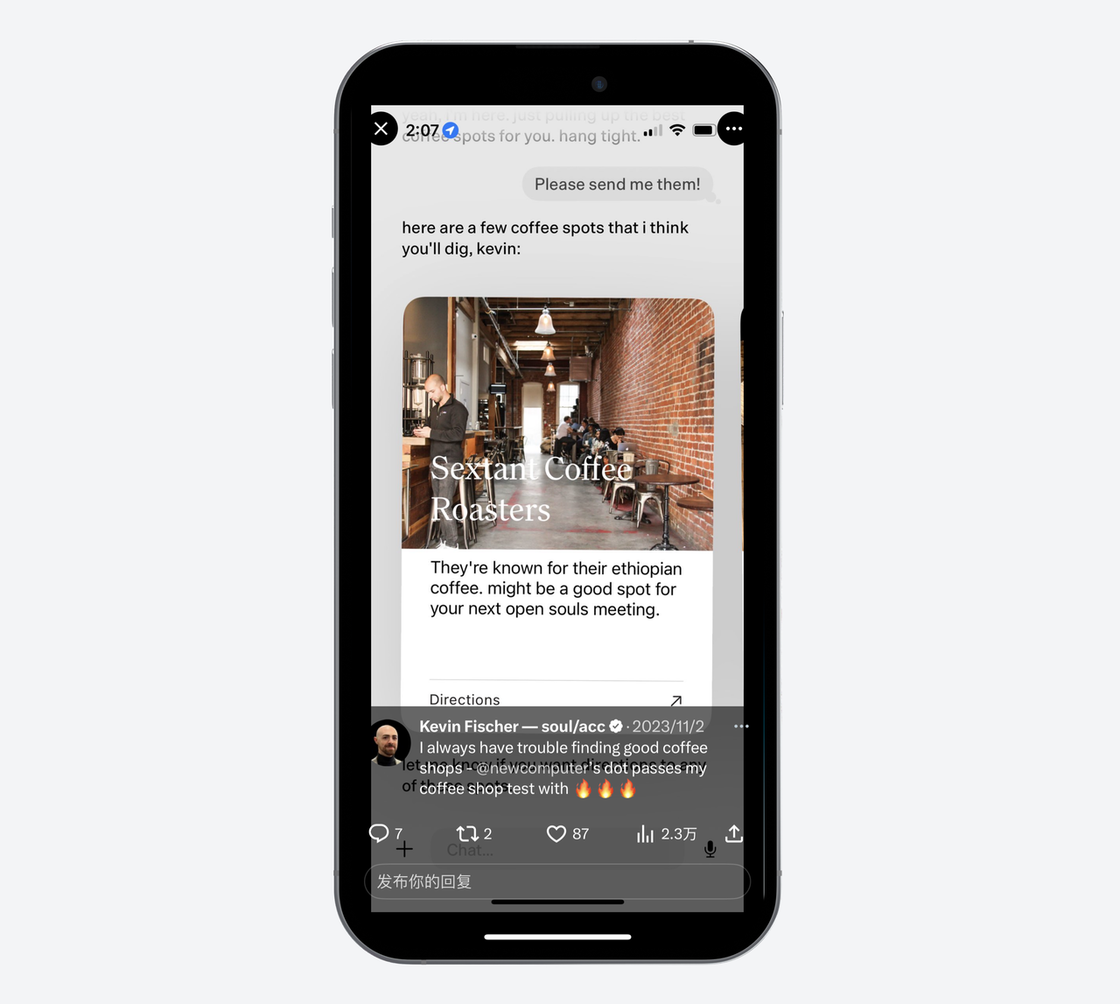 yeah, i'm here. just pulling up the best
2:07
coffee spots for you. hang tight.
Please send me them!
here are a few coffee spots that i think
you'll dig, kevin:
Sextant Coffee
Roasters
They're known for their ethiopian
coffee. might be a good spot for
your next open souls meeting.
Directions
Kevin Fischer — soul/acc · 2023/11/2
I always have trouble finding good coffee
shops - @newcomputer's dot passes my
coffee shop test with 🔥🔥🔥
let me know if you want directions to any
of these spots
7 2 87 2.3万
Chat...
发布你的回复